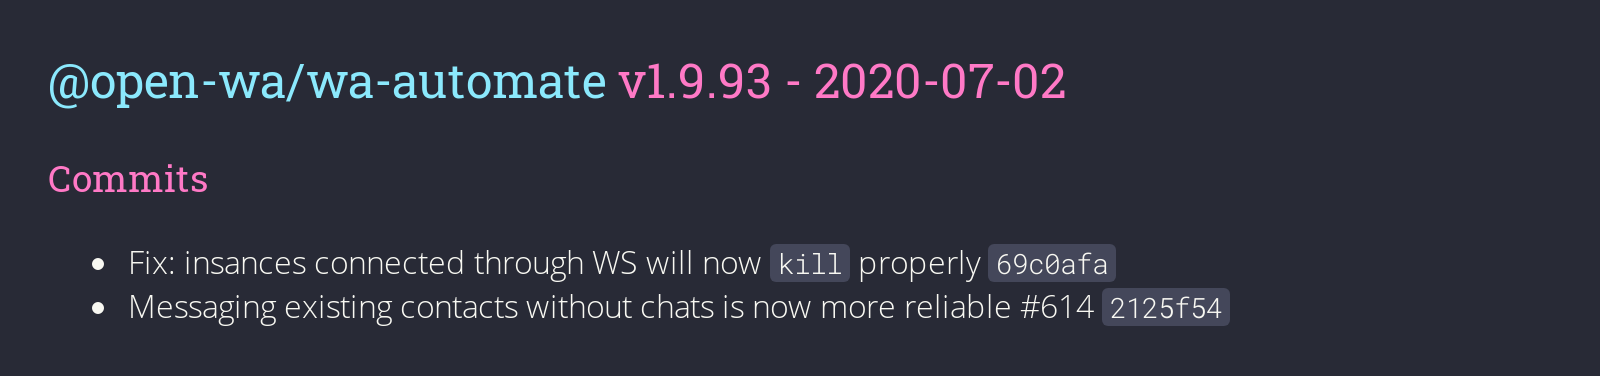 @open-wa/wa-automate v1.9.93 - 2020-07-02
Commits
• Fix: insances connected through WS will now kill properly 69c0afa
• Messaging existing contacts without chats is now more reliable #614 2125f54